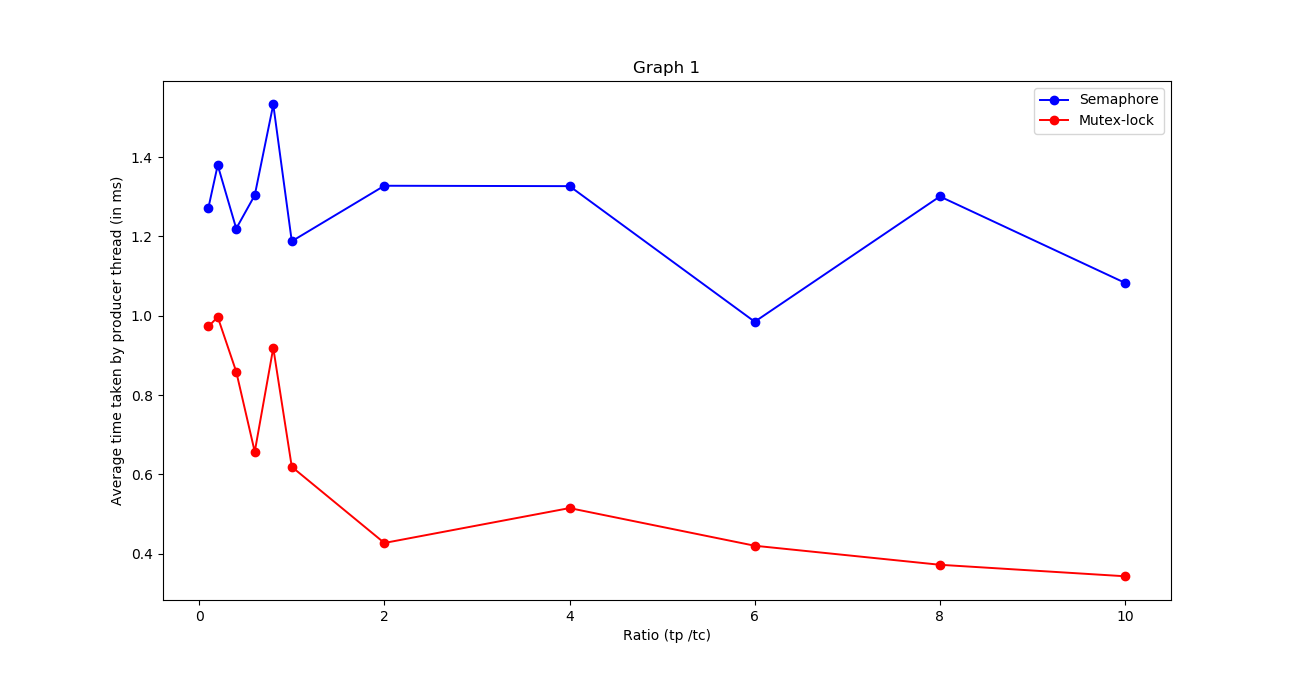 Graph 1
Semaphore
Mutex-lock
1.4
1.2
1.0
0.8
0.6
0.4
Average time taken by producer thread (in ms)
0 2 4 6 8 10
Ratio (tp /tc)